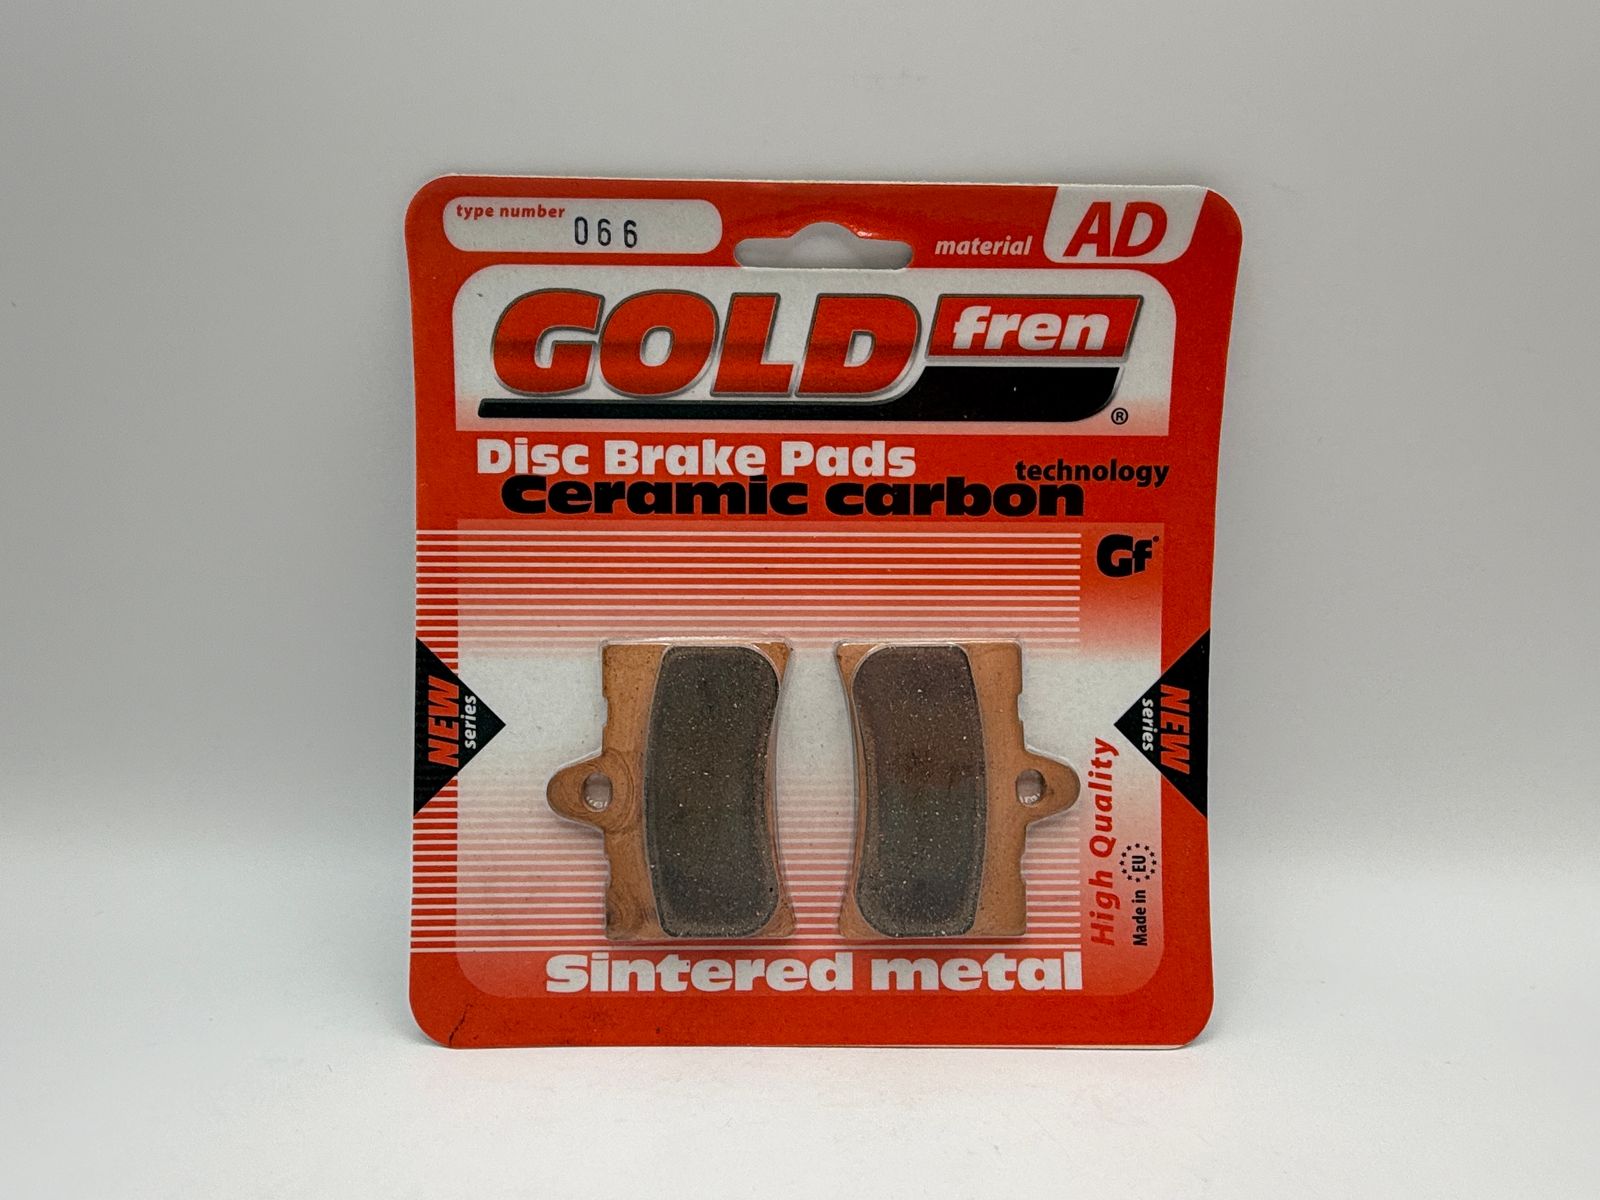 type number 066
material AD
GOLD fren
®
Disc Brake Pads
Ceramic carbon technology
Gf
NEW
series
NEW
series
High Quality
Made in EU
Sintered metal